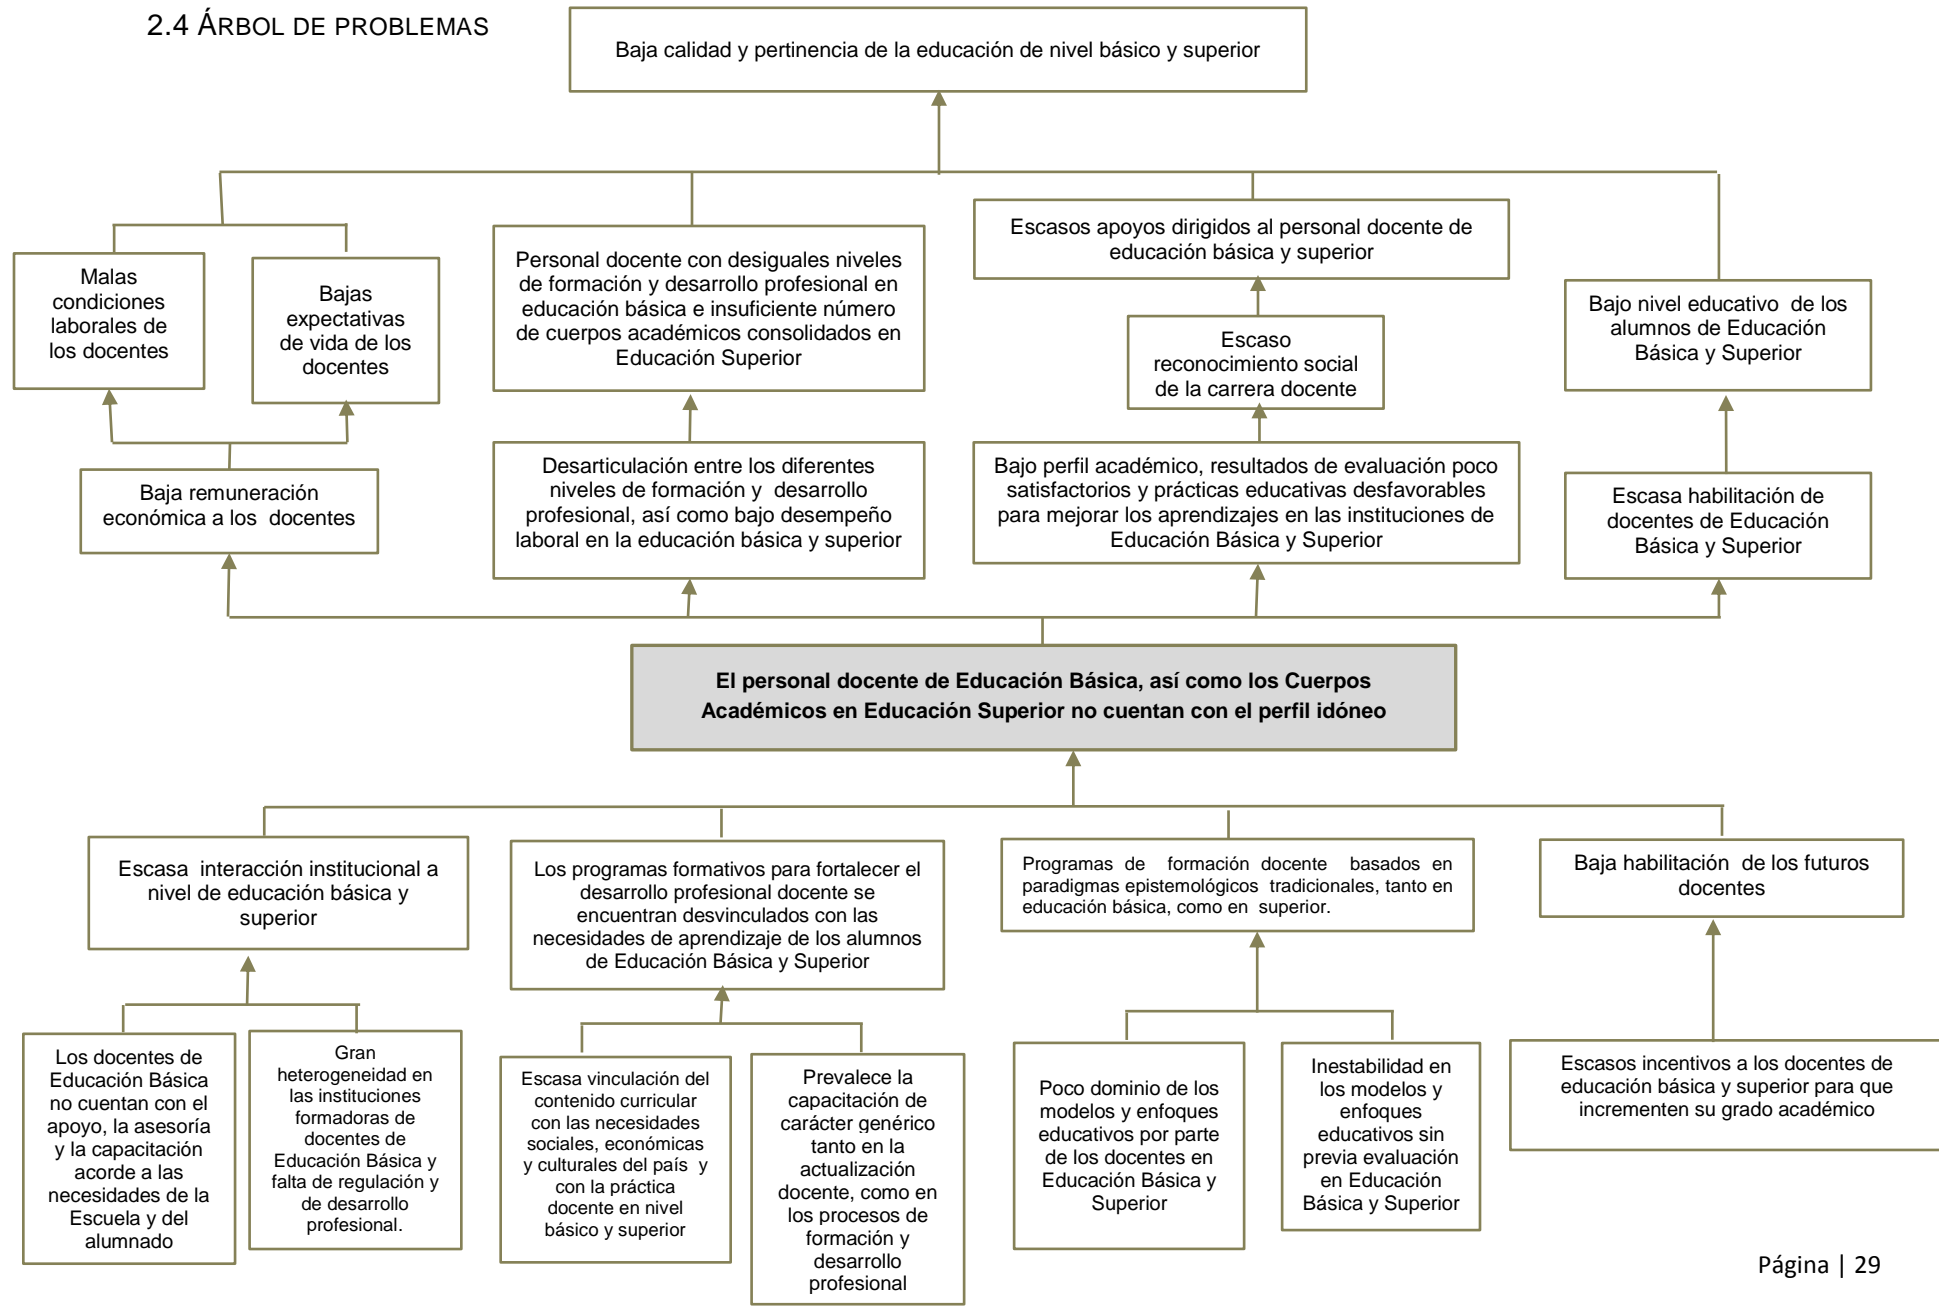 2.4 ÁRBOL DE PROBLEMAS
Baja calidad y pertinencia de la educación de nivel básico y superior
Malas
condiciones
laborales de
los docentes
Bajas
expectativas
de vida de los
docentes
Personal docente con desiguales niveles
de formación y desarrollo profesional en
educación básica e insuficiente número
de cuerpos académicos consolidados en
Educación Superior
Escasos apoyos dirigidos al personal docente de
educación básica y superior
Escaso
reconocimiento social
de la carrera docente
Bajo nivel educativo de los
alumnos de Educación
Básica y Superior
Baja remuneración
económica a los docentes
Desarticulación entre los diferentes
niveles de formación y desarrollo
profesional, así como bajo desempeño
laboral en la educación básica y superior
Bajo perfil académico, resultados de evaluación poco
satisfactorios y prácticas educativas desfavorables
para mejorar los aprendizajes en las instituciones de
Educación Básica y Superior
Escasa habilitación de
docentes de Educación
Básica y Superior
El personal docente de Educación Básica, así como los Cuerpos
Académicos en Educación Superior no cuentan con el perfil idóneo
Escasa interacción institucional a
nivel de educación básica y
superior
Los programas formativos para fortalecer el
desarrollo profesional docente se
encuentran desvinculados con las
necesidades de aprendizaje de los alumnos
de Educación Básica y Superior
Programas de formación docente basados en
paradigmas epistemológicos tradicionales, tanto en
educación básica, como en superior.
Baja habilitación de los futuros
docentes
Los docentes de
Educación Básica
no cuentan con el
apoyo, la asesoría
y la capacitación
acorde a las
necesidades de la
Escuela y del
alumnado
Gran
heterogeneidad en
las instituciones
formadoras de
docentes de
Educación Básica y
falta de regulación y
de desarrollo
profesional.
Escasa vinculación del
contenido curricular
con las necesidades
sociales, económicas
y culturales del país y
con la práctica
docente en nivel
básico y superior
Prevalece la
capacitación de
carácter genérico
tanto en la
actualización
docente, como en
los procesos de
formación y
desarrollo
profesional
Poco dominio de los
modelos y enfoques
educativos por parte
de los docentes en
Educación Básica y
Superior
Inestabilidad en
los modelos y
enfoques
educativos sin
previa evaluación
en Educación
Básica y Superior
Escasos incentivos a los docentes de
educación básica y superior para que
incrementen su grado académico
Página | 29